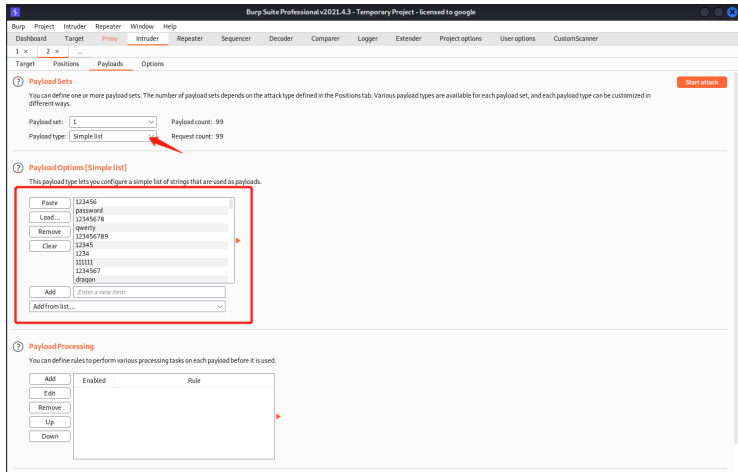 Burp Suite Professional v2021.4.3 - Temporary Project - licensed to google
Burp Project Intruder Repeater Window Help
Dashboard Target Proxy Intruder Repeater Sequencer Decoder Comparer Logger Extender Project options User options CustomScanner
1 × 2 × ...
Target Positions Payloads Options
? Payload Sets Start attack
You can define one or more payload sets. The number of payload sets depends on the attack type defined in the Positions tab. Various payload types are available for each payload set, and each payload type can be customized in
different ways.
Payload set: 1 Payload count: 99
Payload type: Simple list Request count: 99
? Payload Options [Simple list]
This payload type lets you configure a simple list of strings that are used as payloads.
Paste 123456
password
Load ... 12345678
qwerty
Remove 123456789
Clear 12345
1234
111111
1234567
dragon
Add Enter a new item
Add from list ...
? Payload Processing
You can define rules to perform various processing tasks on each payload before it is used.
Add Enabled Rule
Edit
Remove
Up
Down